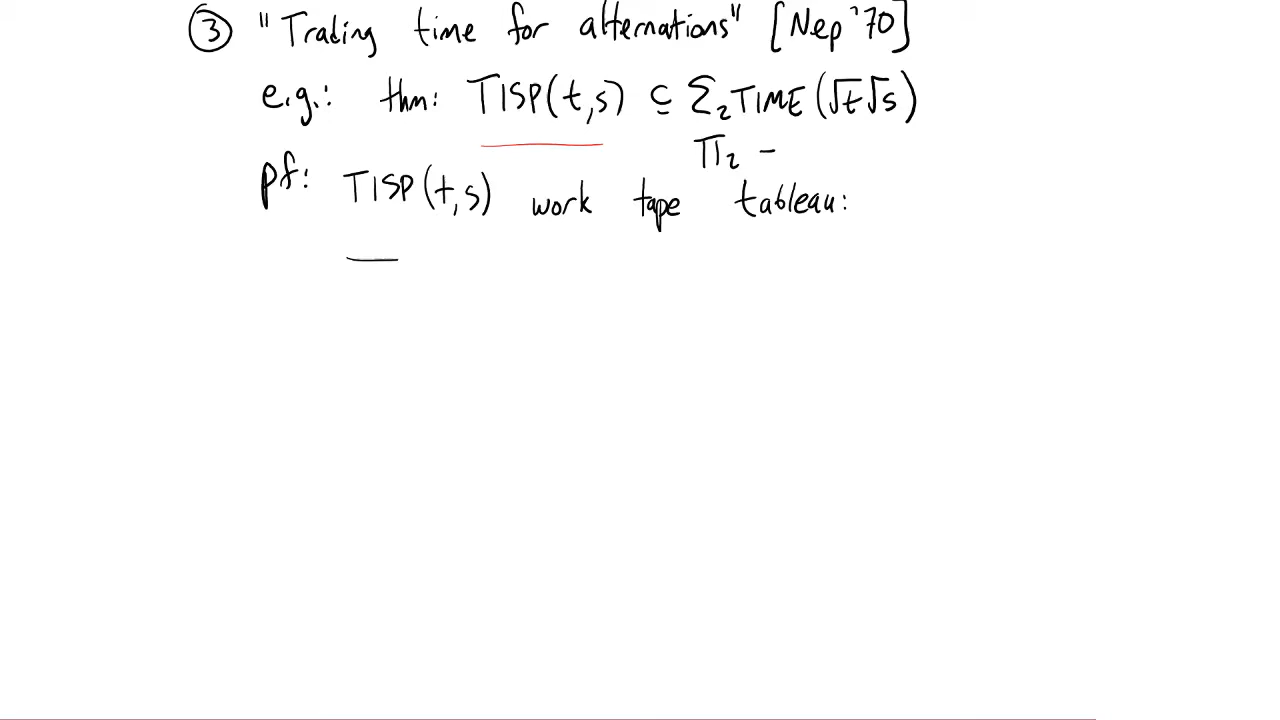 ③ "Trading time for alternations" [Nep '70]
e.g.: thm: TISP(t,s) ⊆ Σ₂TIME(√t√s)
Π₂ –
pf: TISP(t,s) work tape tableau: